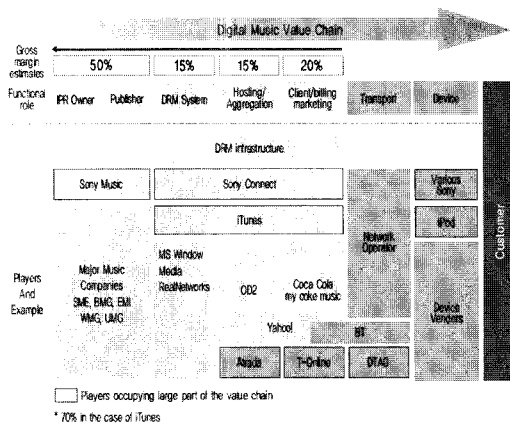 Digital Music Value Chain
Gross
margin
estimates
50%
15%
15%
20%
Functional
role
IPR Owner
Publisher
DRM System
Hosting/
Aggregation
Client/billing
marketing
Transport
Device
DRM infrastructure
Sony Music
Sony Connect
Various
Sony
iTunes
iPod
Network
Operator
Customer
Players
And
Example
Major Music
Companies
SME, BMG, EMI
WMG, UMG
MS Window
Media
RealNetworks
OD2
Coca Cola
my coke music
Device
Vendors
Yahoo!
BT
T-Online
DTAG
Players occupying large part of the value chain
* 70% in the case of iTunes